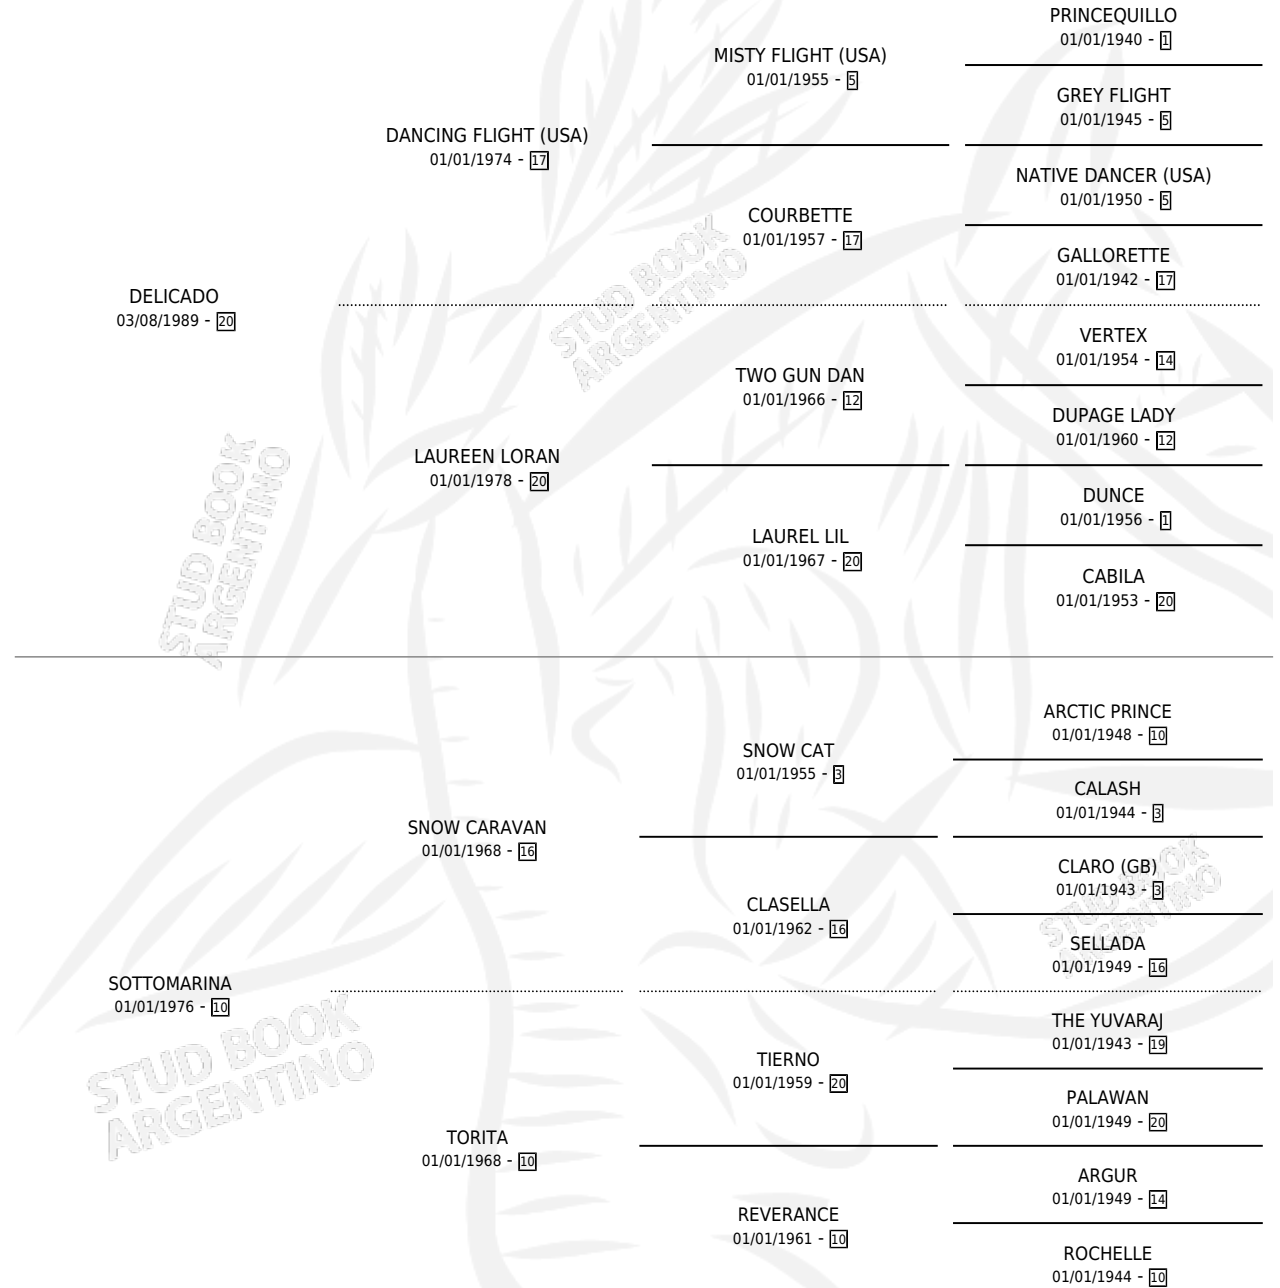 PRINCEQUILLO
01/01/1940 - 1
MISTY FLIGHT (USA)
01/01/1955 - 5
GREY FLIGHT
01/01/1945 - 5
DANCING FLIGHT (USA)
01/01/1974 - 17
NATIVE DANCER (USA)
01/01/1950 - 5
COURBETTE
01/01/1957 - 17
GALLORETTE
01/01/1942 - 17
DELICADO
03/08/1989 - 20
VERTEX
01/01/1954 - 14
TWO GUN DAN
01/01/1966 - 12
DUPAGE LADY
01/01/1960 - 12
LAUREEN LORAN
01/01/1978 - 20
DUNCE
01/01/1956 - 1
LAUREL LIL
01/01/1967 - 20
CABILA
01/01/1953 - 20
STUD BOOK
ARGENTINO
STUD BOOK
ARGENTINO
ARCTIC PRINCE
01/01/1948 - 10
SNOW CAT
01/01/1955 - 3
CALASH
01/01/1944 - 3
SNOW CARAVAN
01/01/1968 - 16
CLARO (GB)
01/01/1943 - 3
CLASELLA
01/01/1962 - 16
SELLADA
01/01/1949 - 16
SOTTOMARINA
01/01/1976 - 10
THE YUVARAJ
01/01/1943 - 19
TIERNO
01/01/1959 - 20
PALAWAN
01/01/1949 - 20
TORITA
01/01/1968 - 10
ARGUR
01/01/1949 - 14
REVERANCE
01/01/1961 - 10
ROCHELLE
01/01/1944 - 10
STUD BOOK
ARGENTINO
STUD BOOK
ARGENTINO